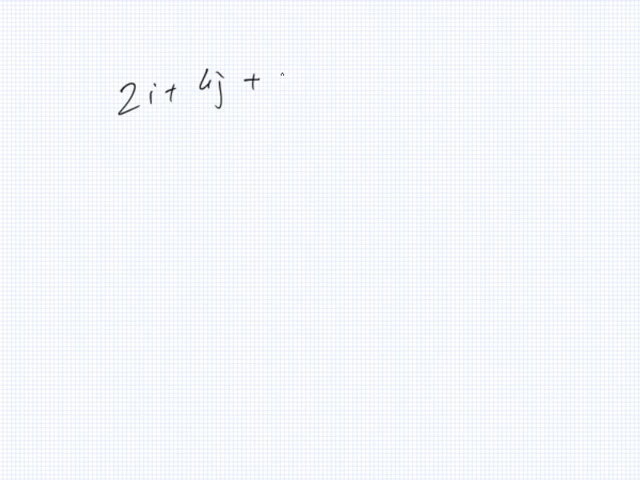 2i + 4j +